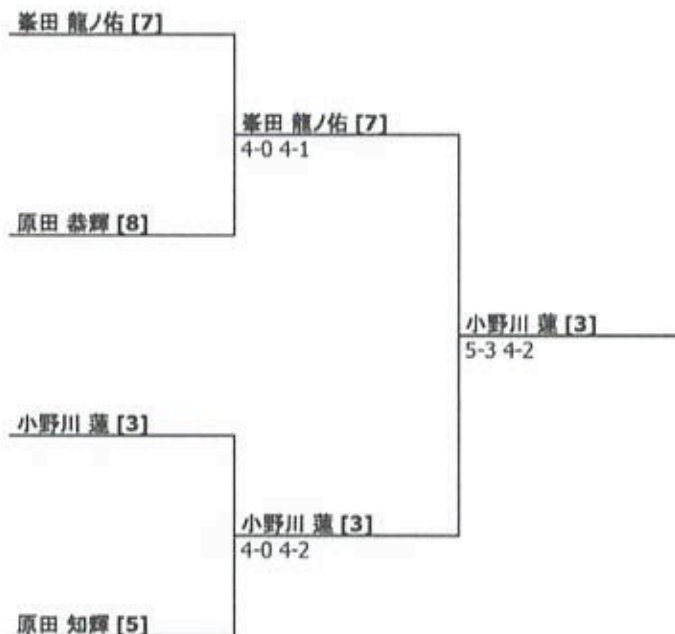 峯田 龍ノ佑 [7]
峯田 龍ノ佑 [7]
4-0 4-1
原田 恭輝 [8]
小野川 蓮 [3]
5-3 4-2
小野川 蓮 [3]
小野川 蓮 [3]
4-0 4-2
原田 知輝 [5]